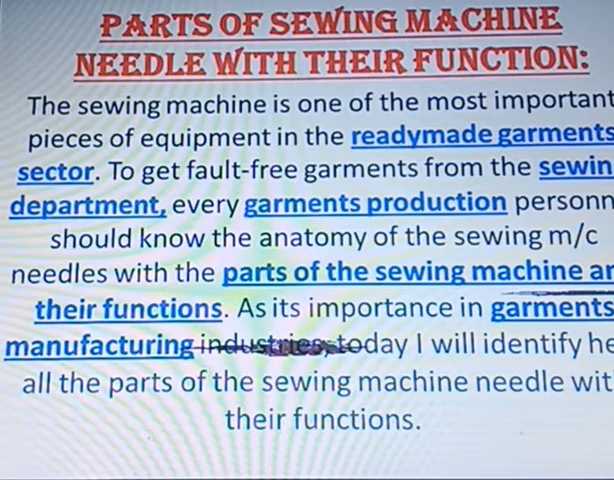 PARTS OF SEWING MACHINE
NEEDLE WITH THEIR FUNCTION:
The sewing machine is one of the most important
pieces of equipment in the readymade garments
sector. To get fault-free garments from the sewin
department, every garments production personn
should know the anatomy of the sewing m/c
needles with the parts of the sewing machine an
their functions. As its importance in garments
manufacturing industries, today I will identify he
all the parts of the sewing machine needle wit
their functions.